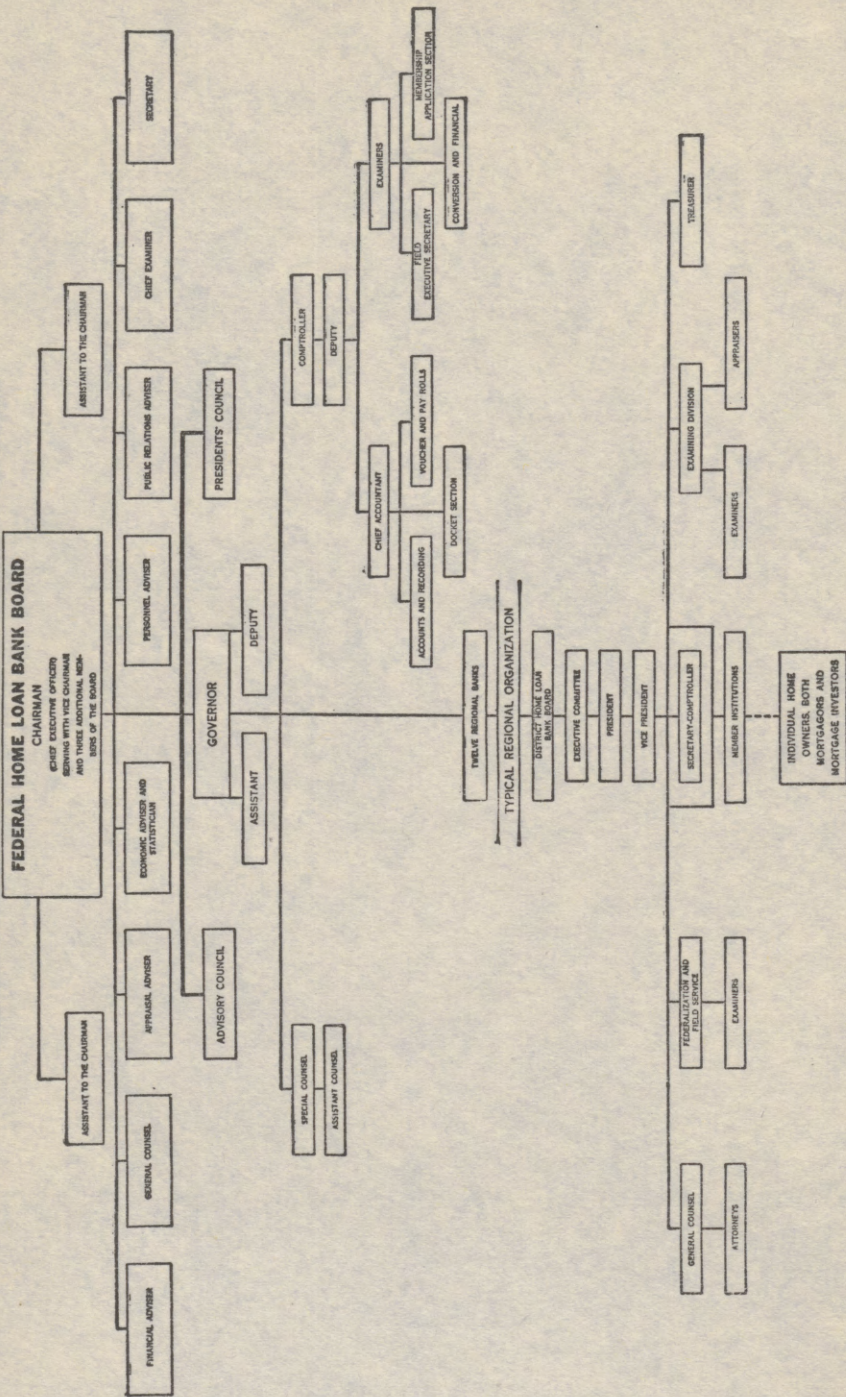 FEDERAL HOME LOAN BANK BOARD
CHAIRMAN
(CHIEF EXECUTIVE OFFICER)
SERVING WITH VICE CHAIRMAN
AND THREE ADDITIONAL MEM-
BERS OF THE BOARD
ASSISTANT TO THE CHAIRMAN
ASSISTANT TO THE CHAIRMAN
FINANCIAL ADVISER
GENERAL COUNSEL
APPRAISAL ADVISER
ECONOMIC ADVISER AND
STATISTICIAN
PERSONNEL ADVISER
PUBLIC RELATIONS ADVISER
CHIEF EXAMINER
SECRETARY
ADVISORY COUNCIL
GOVERNOR
PRESIDENTS' COUNCIL
ASSISTANT
DEPUTY
SPECIAL COUNSEL
ASSISTANT COUNSEL
COMPTROLLER
DEPUTY
CHIEF ACCOUNTANT
EXAMINERS
ACCOUNTS AND RECORDING
VOUCHER AND PAY ROLLS
FIELD
EXECUTIVE SECRETARY
MEMBERSHIP
APPLICATION SECTION
DOCKET SECTION
CONVERSION AND FINANCIAL
TWELVE REGIONAL BANKS
TYPICAL REGIONAL ORGANIZATION
DISTRICT HOME LOAN
BANK BOARD
EXECUTIVE COMMITTEE
PRESIDENT
VICE PRESIDENT
GENERAL COUNSEL
FEDERALIZATION AND
FIELD SERVICE
SECRETARY-COMPTROLLER
EXAMINING DIVISION
TREASURER
ATTORNEYS
EXAMINERS
MEMBER INSTITUTIONS
EXAMINERS
APPRAISERS
INDIVIDUAL HOME
OWNERS, BOTH
MORTGAGORS AND
MORTGAGE INVESTORS